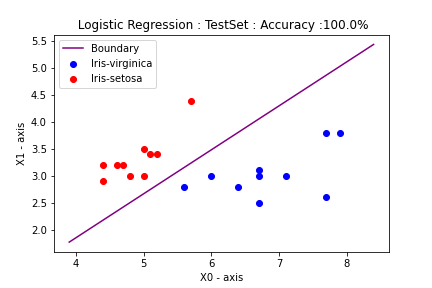 Logistic Regression : TestSet : Accuracy :100.0%
Boundary
Iris-virginica
Iris-setosa
5.5
5.0
4.5
4.0
3.5
3.0
2.5
2.0
X1 - axis
4 5 6 7 8
X0 - axis